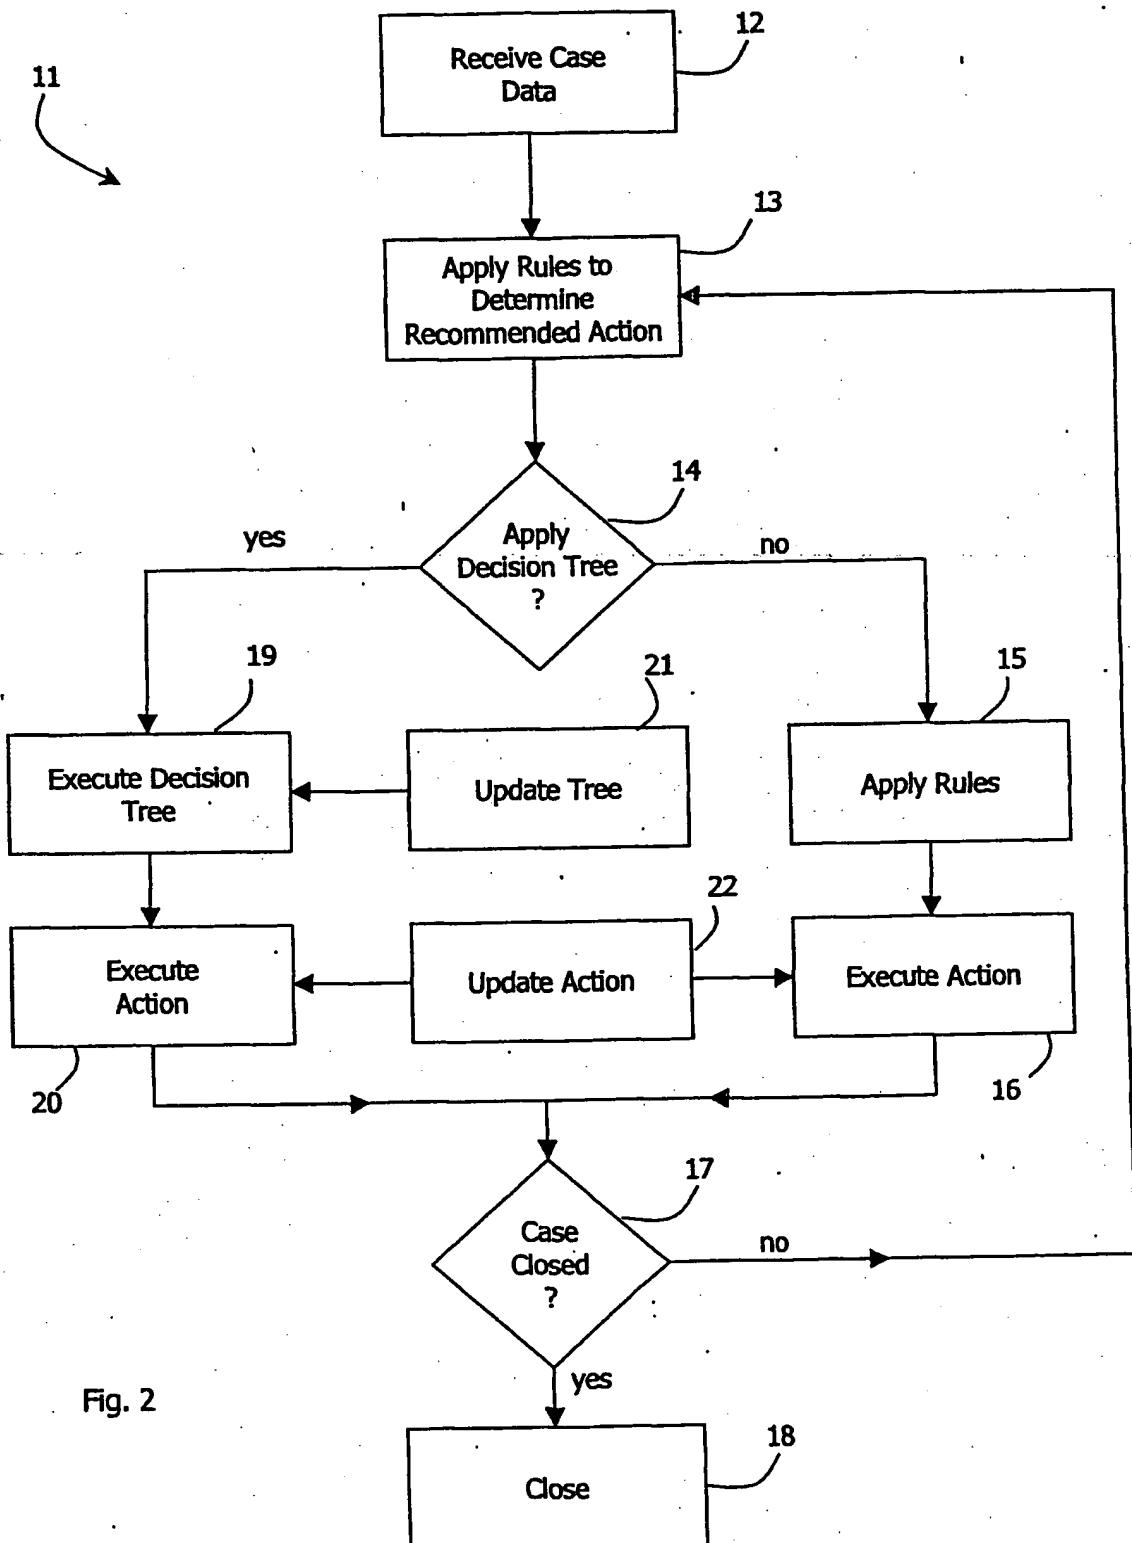 12
Receive Case
Data
11
13
Apply Rules to
Determine
Recommended Action
14
yes
Apply
Decision Tree
?
no
19
21
15
Execute Decision
Tree
Update Tree
Apply Rules
22
Execute
Action
Update Action
Execute Action
20
16
17
Case
Closed
?
no
yes
Fig. 2
18
Close